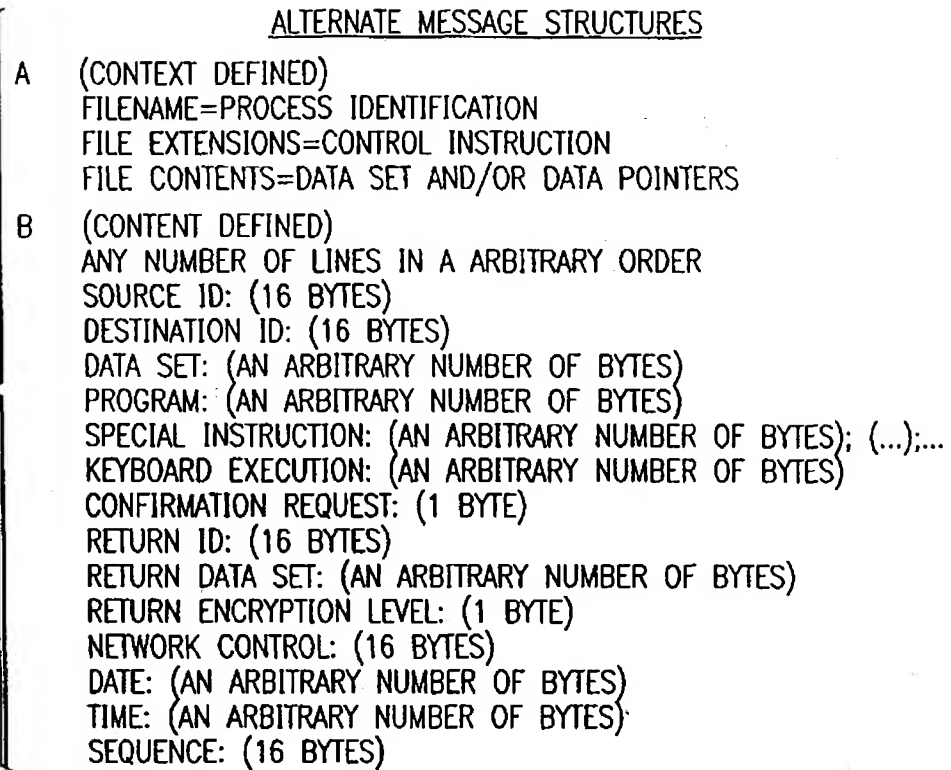 ALTERNATE MESSAGE STRUCTURES
A (CONTEXT DEFINED)
FILENAME=PROCESS IDENTIFICATION
FILE EXTENSIONS=CONTROL INSTRUCTION
FILE CONTENTS=DATA SET AND/OR DATA POINTERS
B (CONTENT DEFINED)
ANY NUMBER OF LINES IN A ARBITRARY ORDER
SOURCE ID: (16 BYTES)
DESTINATION ID: (16 BYTES)
DATA SET: (AN ARBITRARY NUMBER OF BYTES)
PROGRAM: (AN ARBITRARY NUMBER OF BYTES)
SPECIAL INSTRUCTION: (AN ARBITRARY NUMBER OF BYTES); (...);...
KEYBOARD EXECUTION: (AN ARBITRARY NUMBER OF BYTES)
CONFIRMATION REQUEST: (1 BYTE)
RETURN ID: (16 BYTES)
RETURN DATA SET: (AN ARBITRARY NUMBER OF BYTES)
RETURN ENCRYPTION LEVEL: (1 BYTE)
NETWORK CONTROL: (16 BYTES)
DATE: (AN ARBITRARY NUMBER OF BYTES)
TIME: (AN ARBITRARY NUMBER OF BYTES)
SEQUENCE: (16 BYTES)